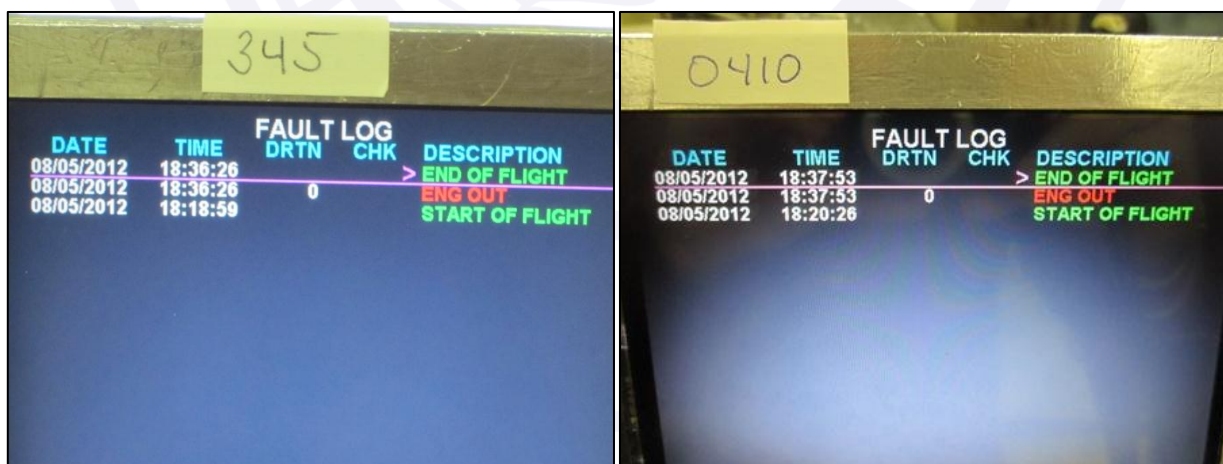 345
FAULT LOG
DATE TIME DRTN CHK DESCRIPTION
08/05/2012 18:36:26 > END OF FLIGHT
08/05/2012 18:36:26 0 ENG OUT
08/05/2012 18:18:59 START OF FLIGHT
0410
FAULT LOG
DATE TIME DRTN CHK DESCRIPTION
08/05/2012 18:37:53 > END OF FLIGHT
08/05/2012 18:37:53 0 ENG OUT
08/05/2012 18:20:26 START OF FLIGHT